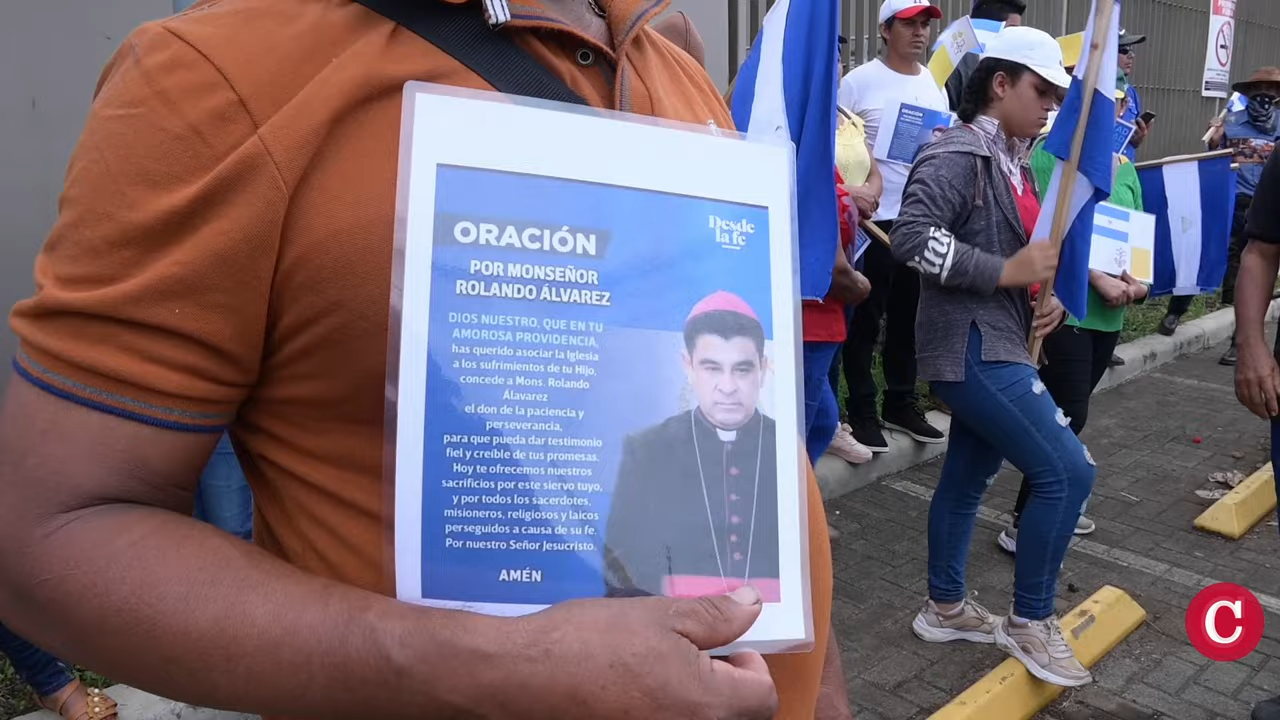 ORACIÓN
POR MONSEÑOR
ROLANDO ÁLVAREZ
Desde
la fe
DIOS NUESTRO, QUE EN TU
AMOROSA PROVIDENCIA,
has querido asociar la Iglesia
a los sufrimientos de tu Hijo,
concede a Mons. Rolando
Álavarez
el don de la paciencia y
perseverancia,
para que pueda dar testimonio
fiel y creíble de tus promesas.
Hoy te ofrecemos nuestros
sacrificios por este siervo tuyo,
y por todos los sacerdotes,
misioneros, religiosos y laicos
perseguidos a causa de su fe.
Por nuestro Señor Jesucristo.
AMÉN
ORACIÓN
C